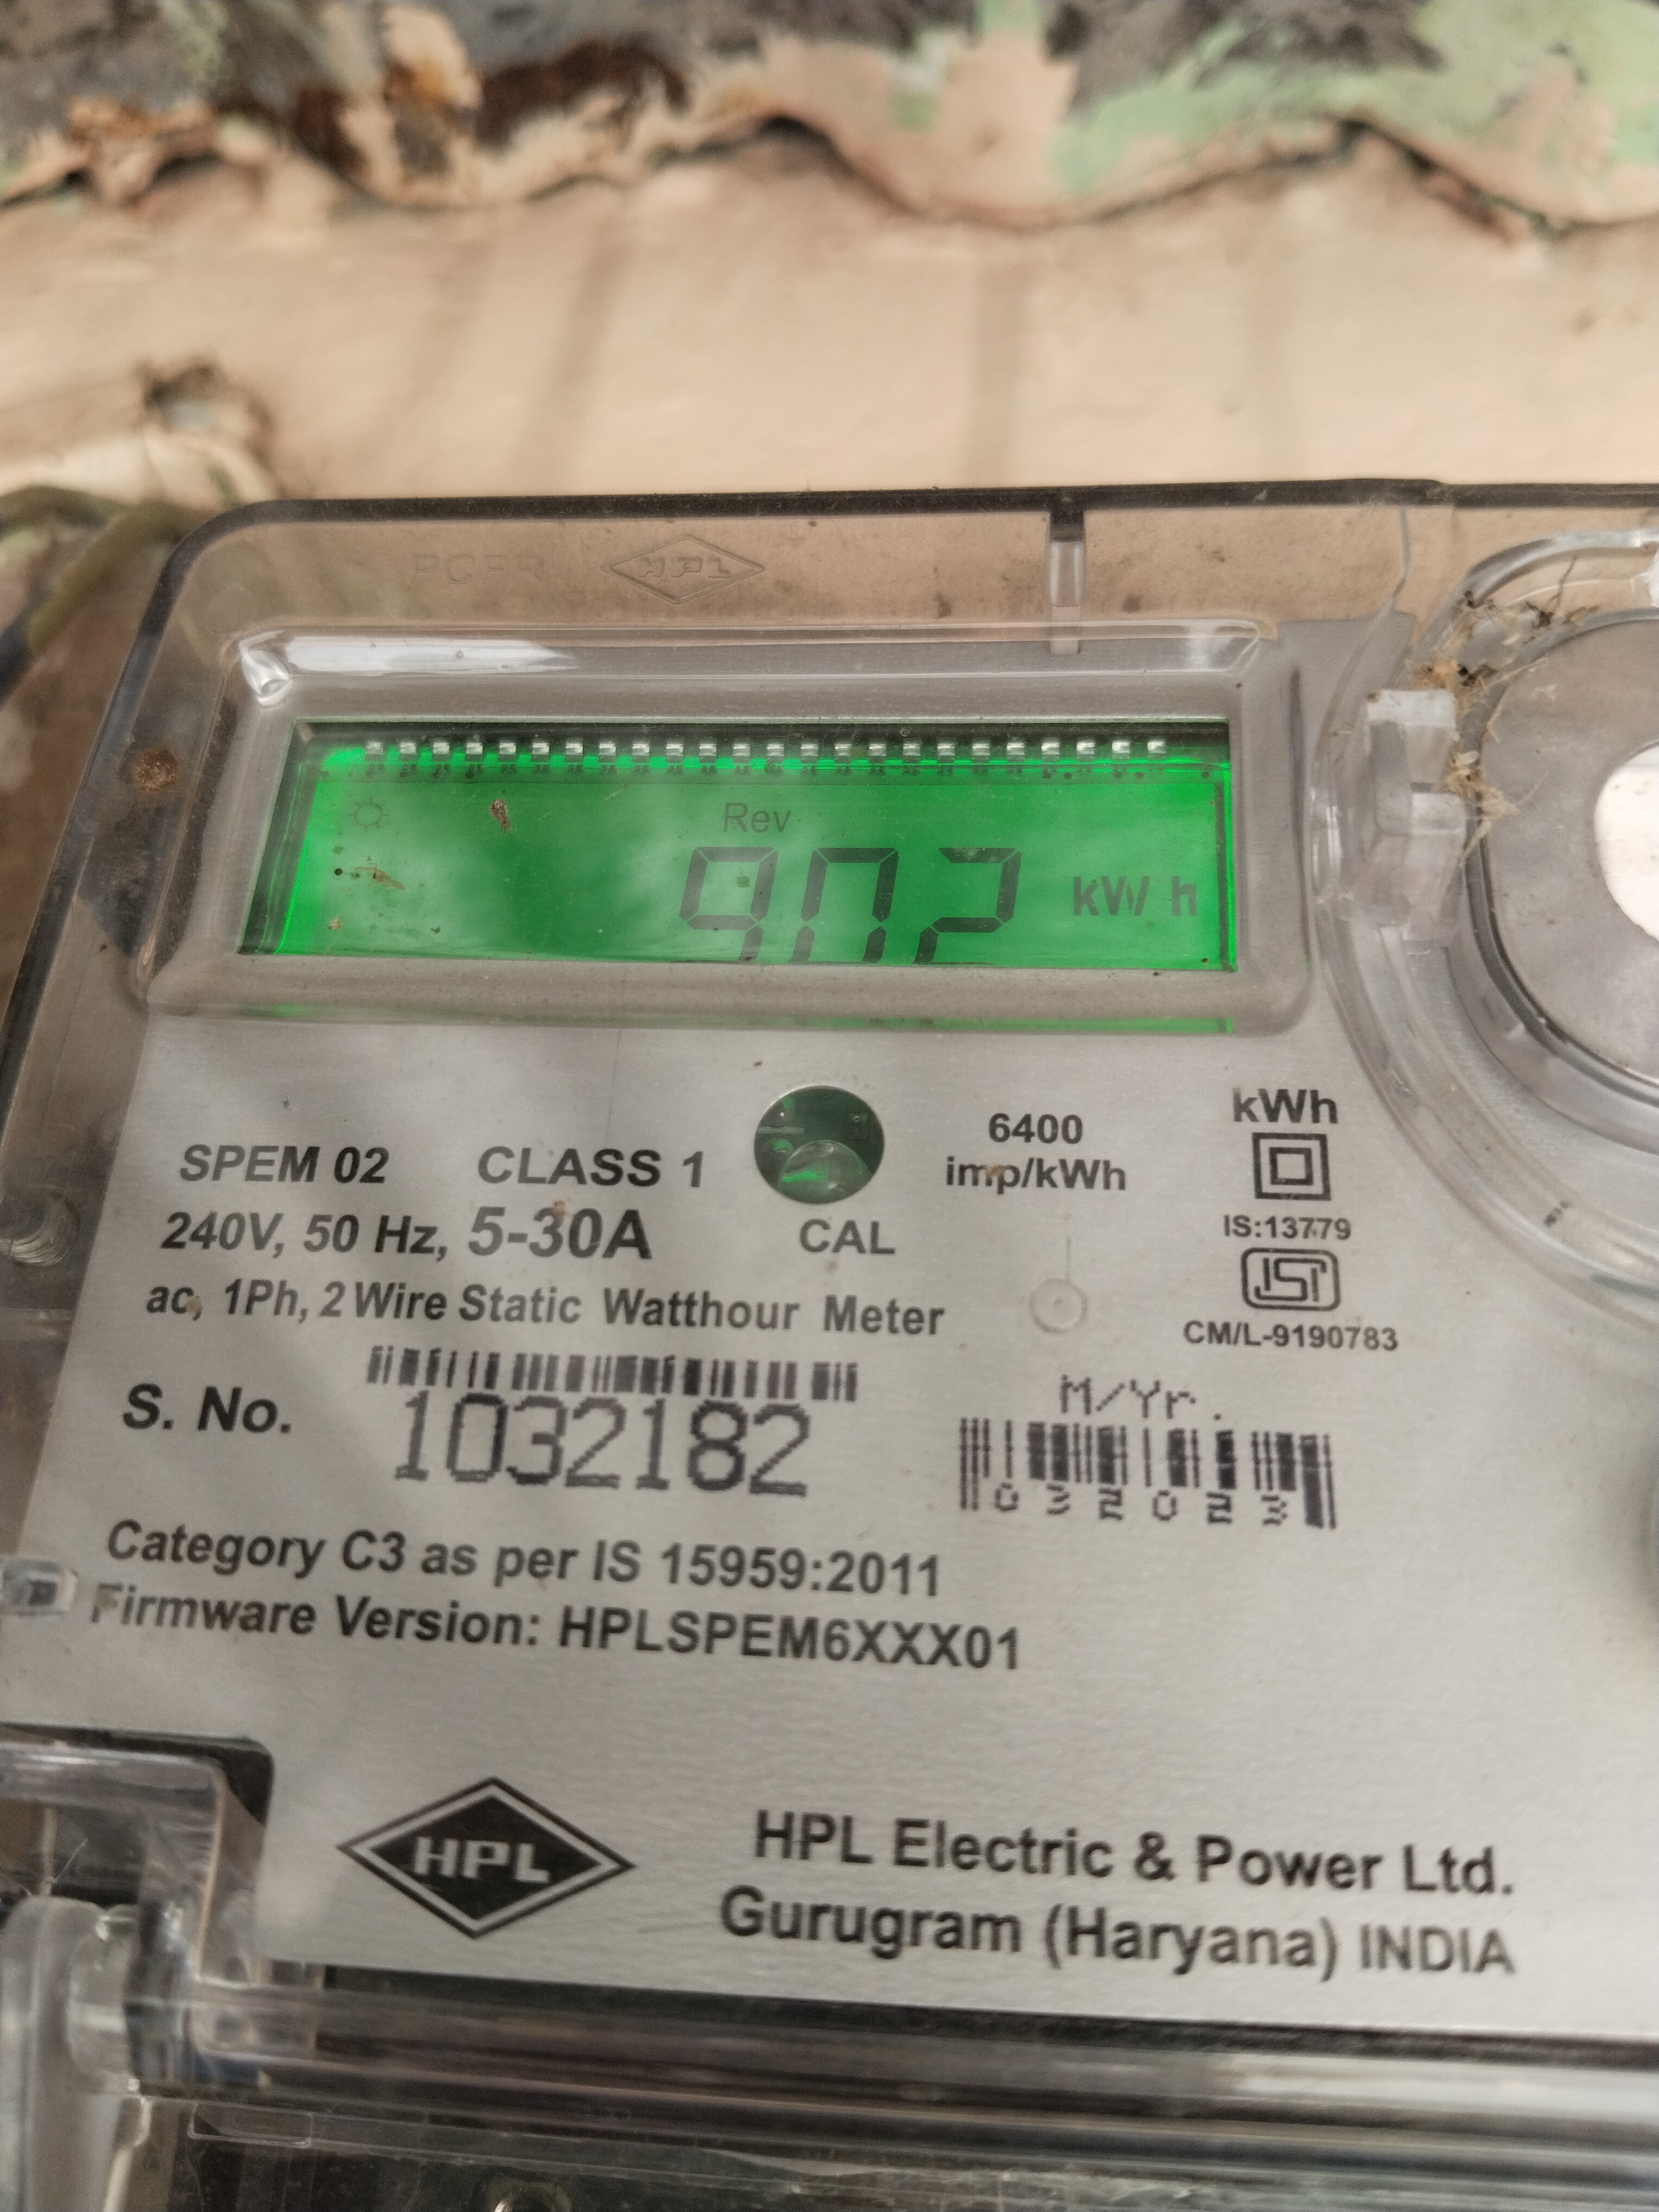 HPL
Rev
902 kW h
kWh
6400
imp/kWh
SPEM 02 CLASS 1
IS:13779
240V, 50 Hz, 5-30A
CAL
ISI
CM/L-9190783
ac, 1Ph, 2 Wire Static Watthour Meter
M/Yr.
S. No. 1032182
032023
Category C3 as per IS 15959:2011
Firmware Version: HPLSPEM6XXX01
HPL
HPL Electric & Power Ltd.
Gurugram (Haryana) INDIA